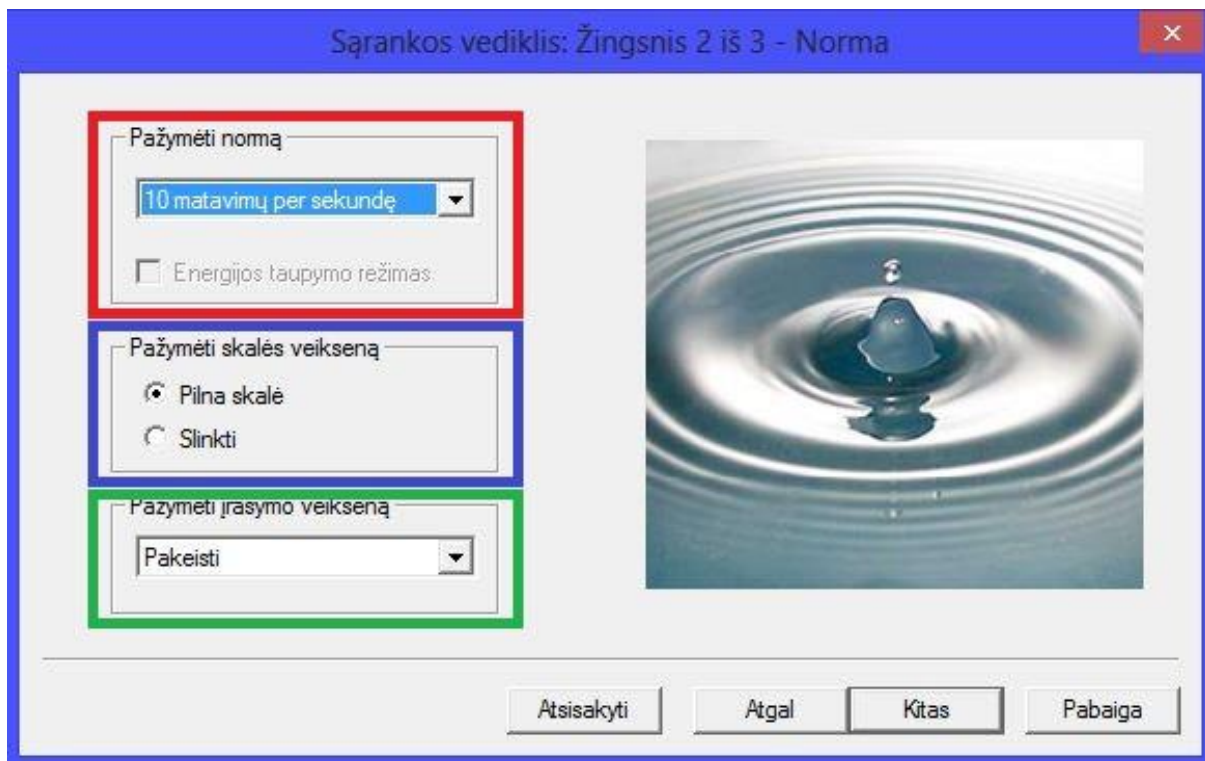 Sąrankos vediklis: Žingsnis 2 iš 3 - Norma
Pažymėti normą
10 matavimų per sekundę
Energijos taupymo režimas
Pažymėti skalės veikseną
Pilna skalė
Slinkti
Pažymėti įrašymo veikseną
Pakeisti
Atsisakyti
Atgal
Kitas
Pabaiga